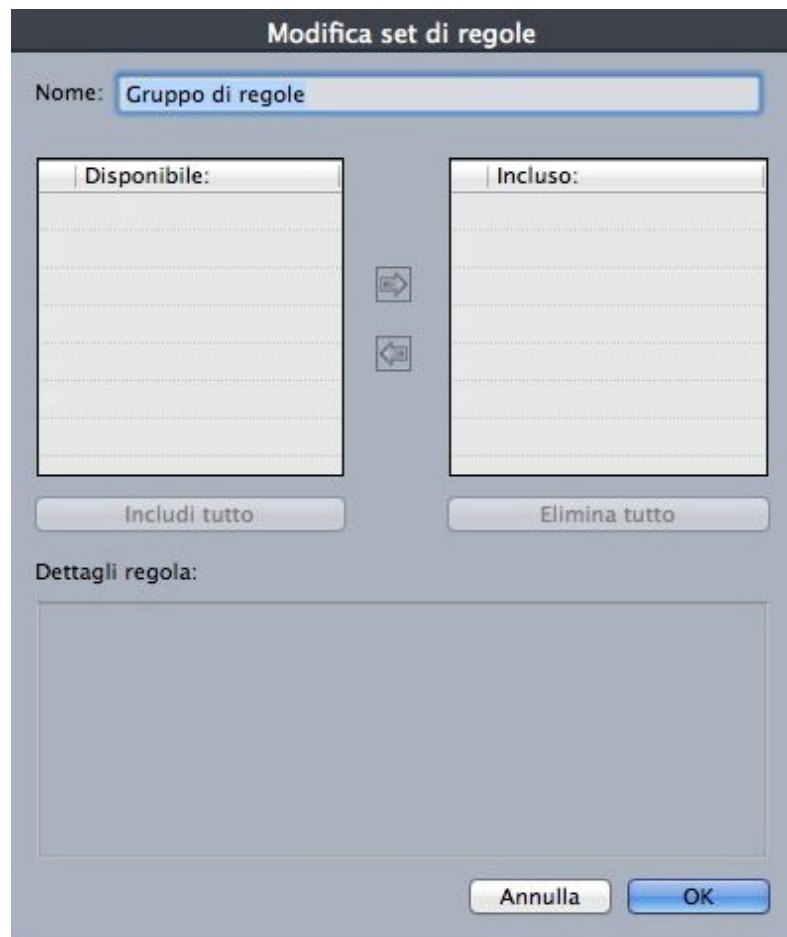 Modifica set di regole
Nome: Gruppo di regole
Disponibile:
Incluso:
Includi tutto
Elimina tutto
Dettagli regola:
Annulla
OK